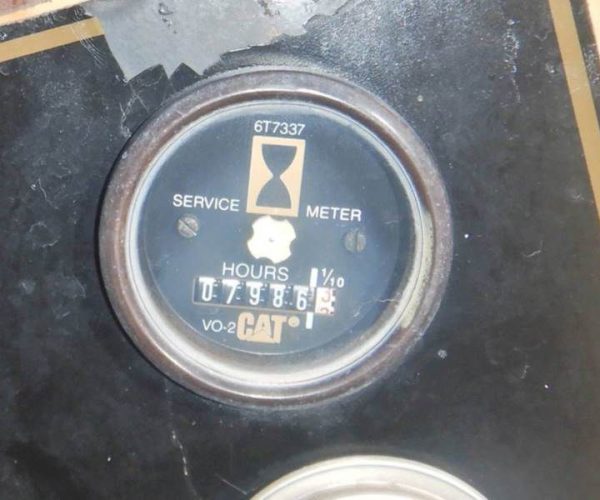 6T7337
SERVICE METER
HOURS 1/10
07986
VO-2 CAT®